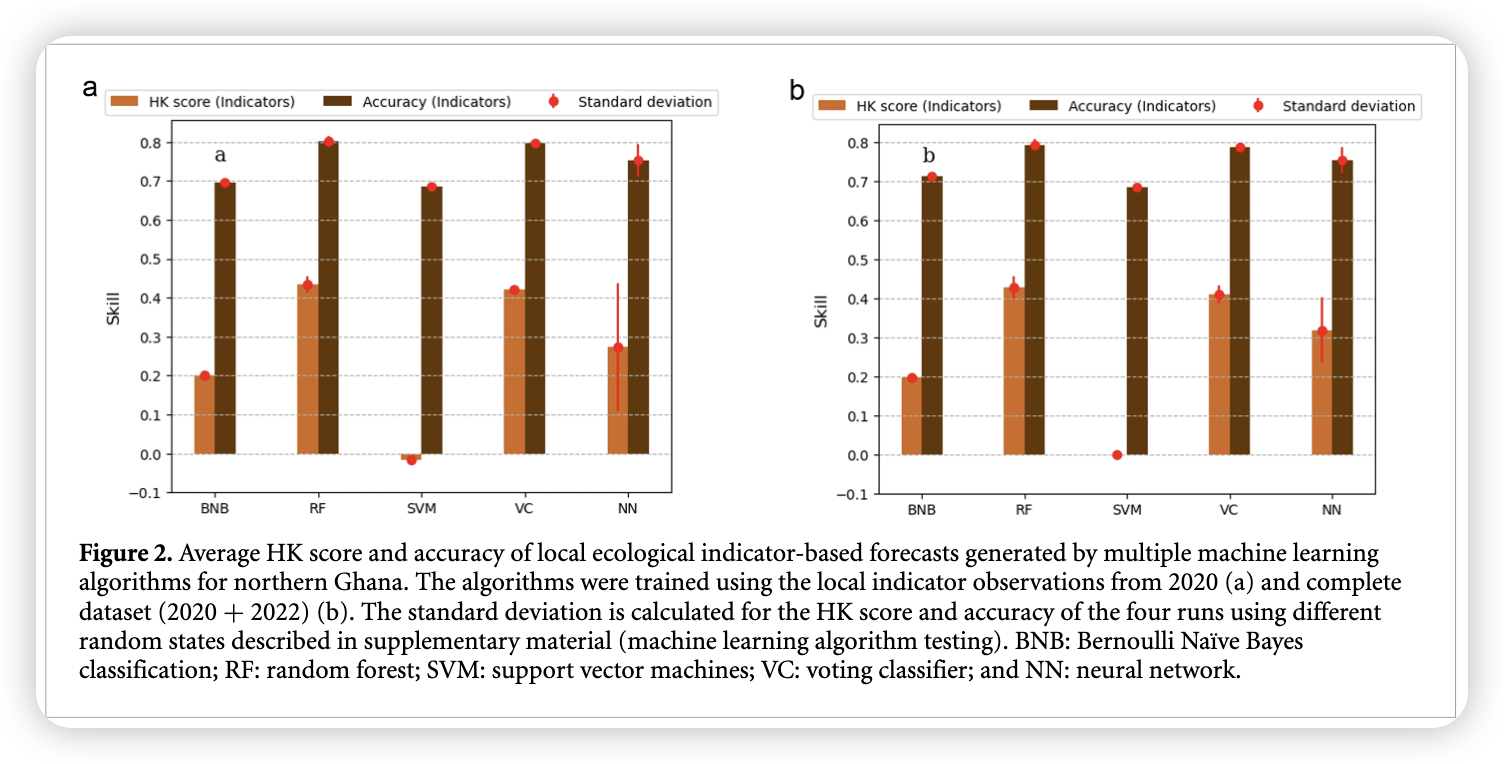 a
HK score (Indicators) Accuracy (Indicators) Standard deviation
a
Skill
0.8
0.7
0.6
0.5
0.4
0.3
0.2
0.1
0.0
−0.1
BNB RF SVM VC NN
b
HK score (Indicators) Accuracy (Indicators) Standard deviation
b
Skill
0.8
0.7
0.6
0.5
0.4
0.3
0.2
0.1
0.0
−0.1
BNB RF SVM VC NN
Figure 2. Average HK score and accuracy of local ecological indicator-based forecasts generated by multiple machine learning
algorithms for northern Ghana. The algorithms were trained using the local indicator observations from 2020 (a) and complete
dataset (2020 + 2022) (b). The standard deviation is calculated for the HK score and accuracy of the four runs using different
random states described in supplementary material (machine learning algorithm testing). BNB: Bernoulli Naïve Bayes
classification; RF: random forest; SVM: support vector machines; VC: voting classifier; and NN: neural network.